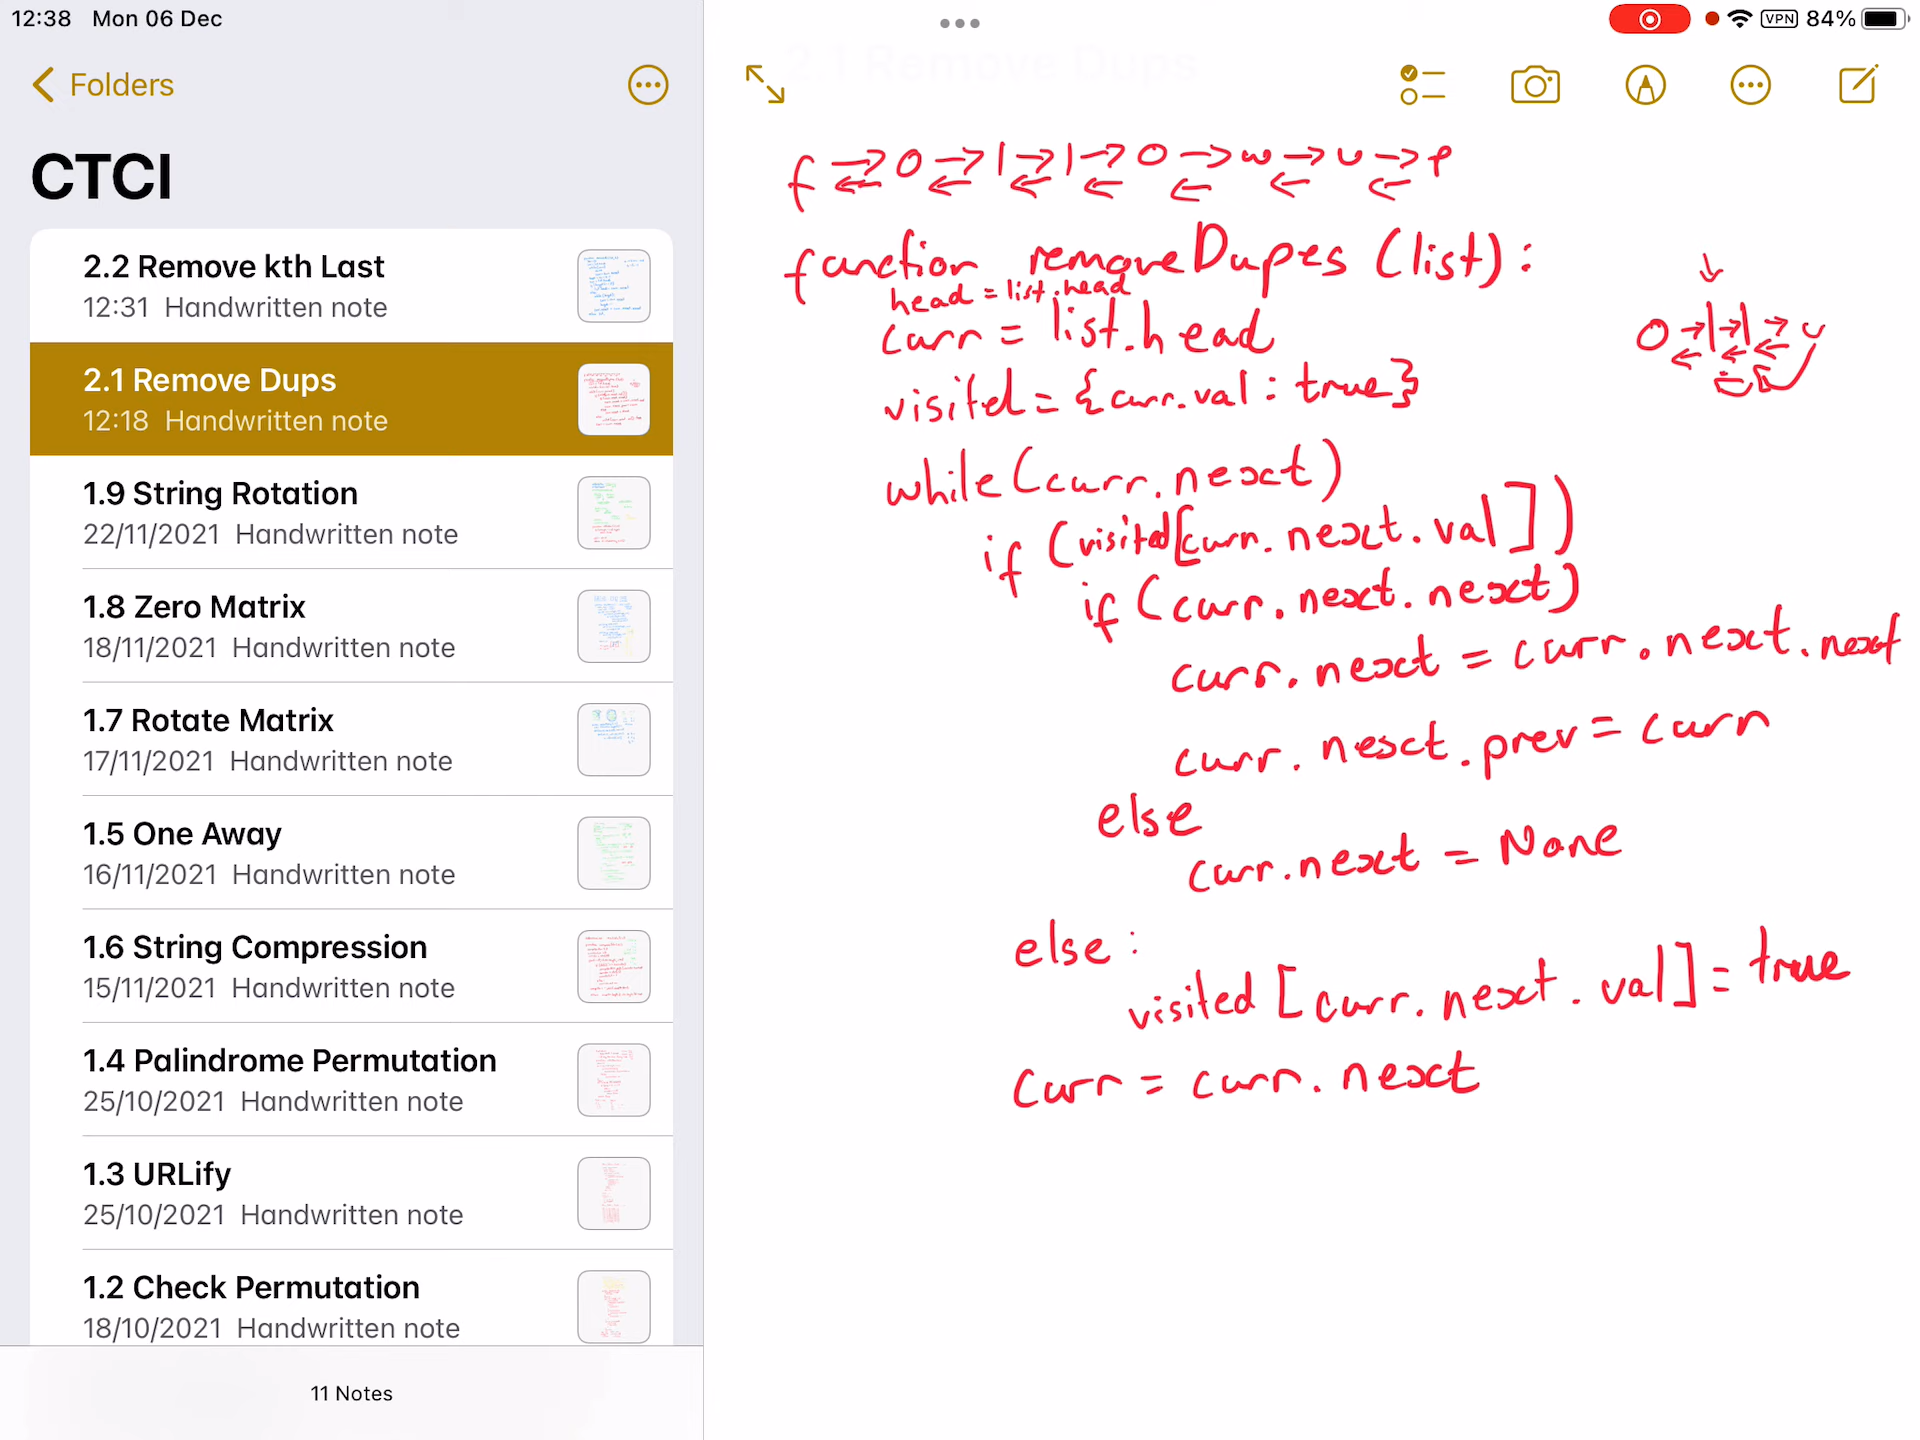 12:38 Mon 06 Dec
VPN 84%
Folders
CTCI
2.2 Remove kth Last
12:31 Handwritten note
2.1 Remove Dups
12:18 Handwritten note
1.9 String Rotation
22/11/2021 Handwritten note
1.8 Zero Matrix
18/11/2021 Handwritten note
1.7 Rotate Matrix
17/11/2021 Handwritten note
1.5 One Away
16/11/2021 Handwritten note
1.6 String Compression
15/11/2021 Handwritten note
1.4 Palindrome Permutation
25/10/2021 Handwritten note
1.3 URLify
25/10/2021 Handwritten note
1.2 Check Permutation
18/10/2021 Handwritten note
11 Notes
2.1 Remove Dups
f → O → l → l → O → w → u → p
function removeDupes (list):
head = list.head
curr = list.head
visited = {curr.val : true}
while (curr.next)
if (visited[curr.next.val])
if (curr.next.next)
curr.next = curr.next.next
curr.next.prev = curr
else
curr.next = None
else:
visited [curr.next.val] = true
curr = curr.next
O → l → l → u